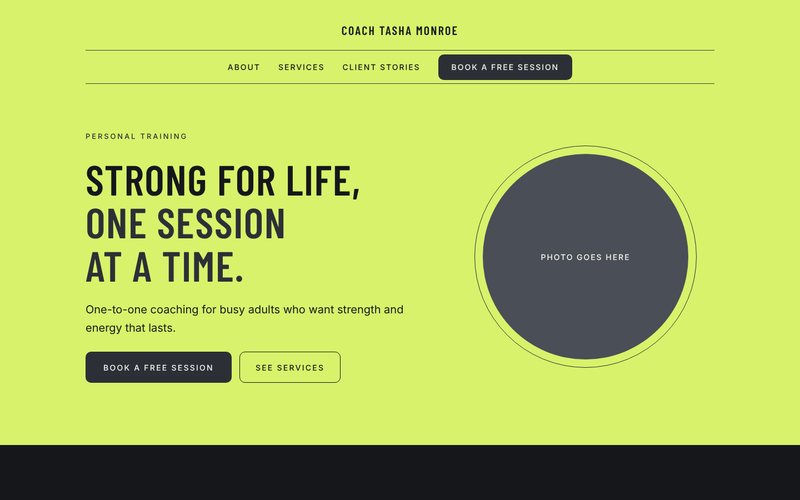 COACH TASHA MONROE
ABOUT SERVICES CLIENT STORIES BOOK A FREE SESSION
PERSONAL TRAINING
STRONG FOR LIFE,
ONE SESSION
AT A TIME.
One-to-one coaching for busy adults who want strength and
energy that lasts.
BOOK A FREE SESSION SEE SERVICES
PHOTO GOES HERE